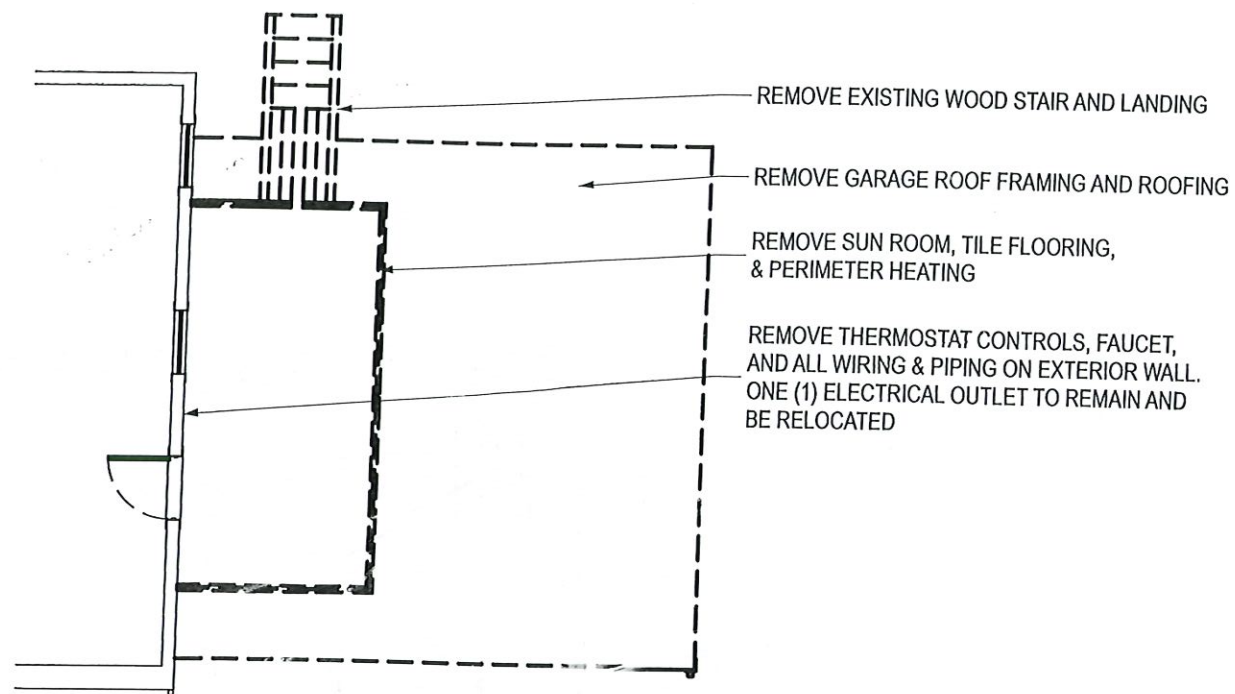 REMOVE EXISTING WOOD STAIR AND LANDING
REMOVE GARAGE ROOF FRAMING AND ROOFING
REMOVE SUN ROOM, TILE FLOORING,
& PERIMETER HEATING
REMOVE THERMOSTAT CONTROLS, FAUCET,
AND ALL WIRING & PIPING ON EXTERIOR WALL.
ONE (1) ELECTRICAL OUTLET TO REMAIN AND
BE RELOCATED